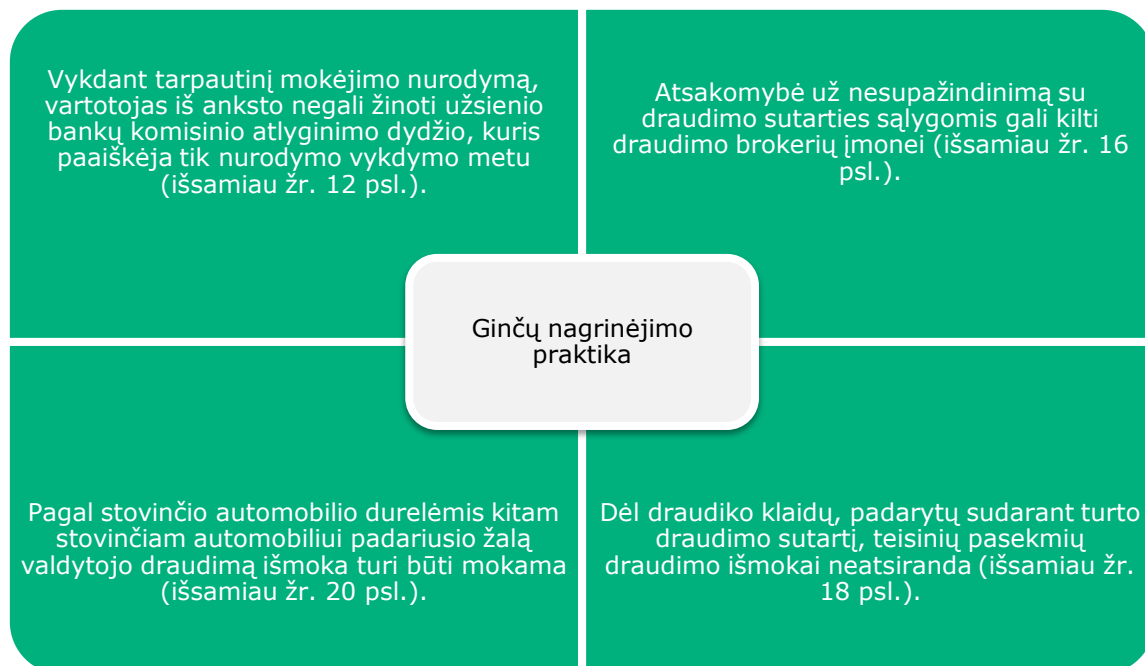 Vykdant tarpautinį mokėjimo nurodymą,
vartotojas iš anksto negali žinoti užsienio
bankų komisinio atlyginimo dydžio, kuris
paaiškėja tik nurodymo vykdymo metu
(išsamiau žr. 12 psl.).
Atsakomybė už nesupažindinimą su
draudimo sutarties sąlygomis gali kilti
draudimo brokerių įmonei (išsamiau žr. 16
psl.).
Ginčų nagrinėjimo
praktika
Pagal stovinčio automobilio durelėmis kitam
stovinčiam automobiliui padariusio žalą
valdytojo draudimą išmoka turi būti mokama
(išsamiau žr. 20 psl.).
Dėl draudiko klaidų, padarytų sudarant turto
draudimo sutartį, teisinių pasekmių
draudimo išmokai neatsiranda (išsamiau žr.
18 psl.).